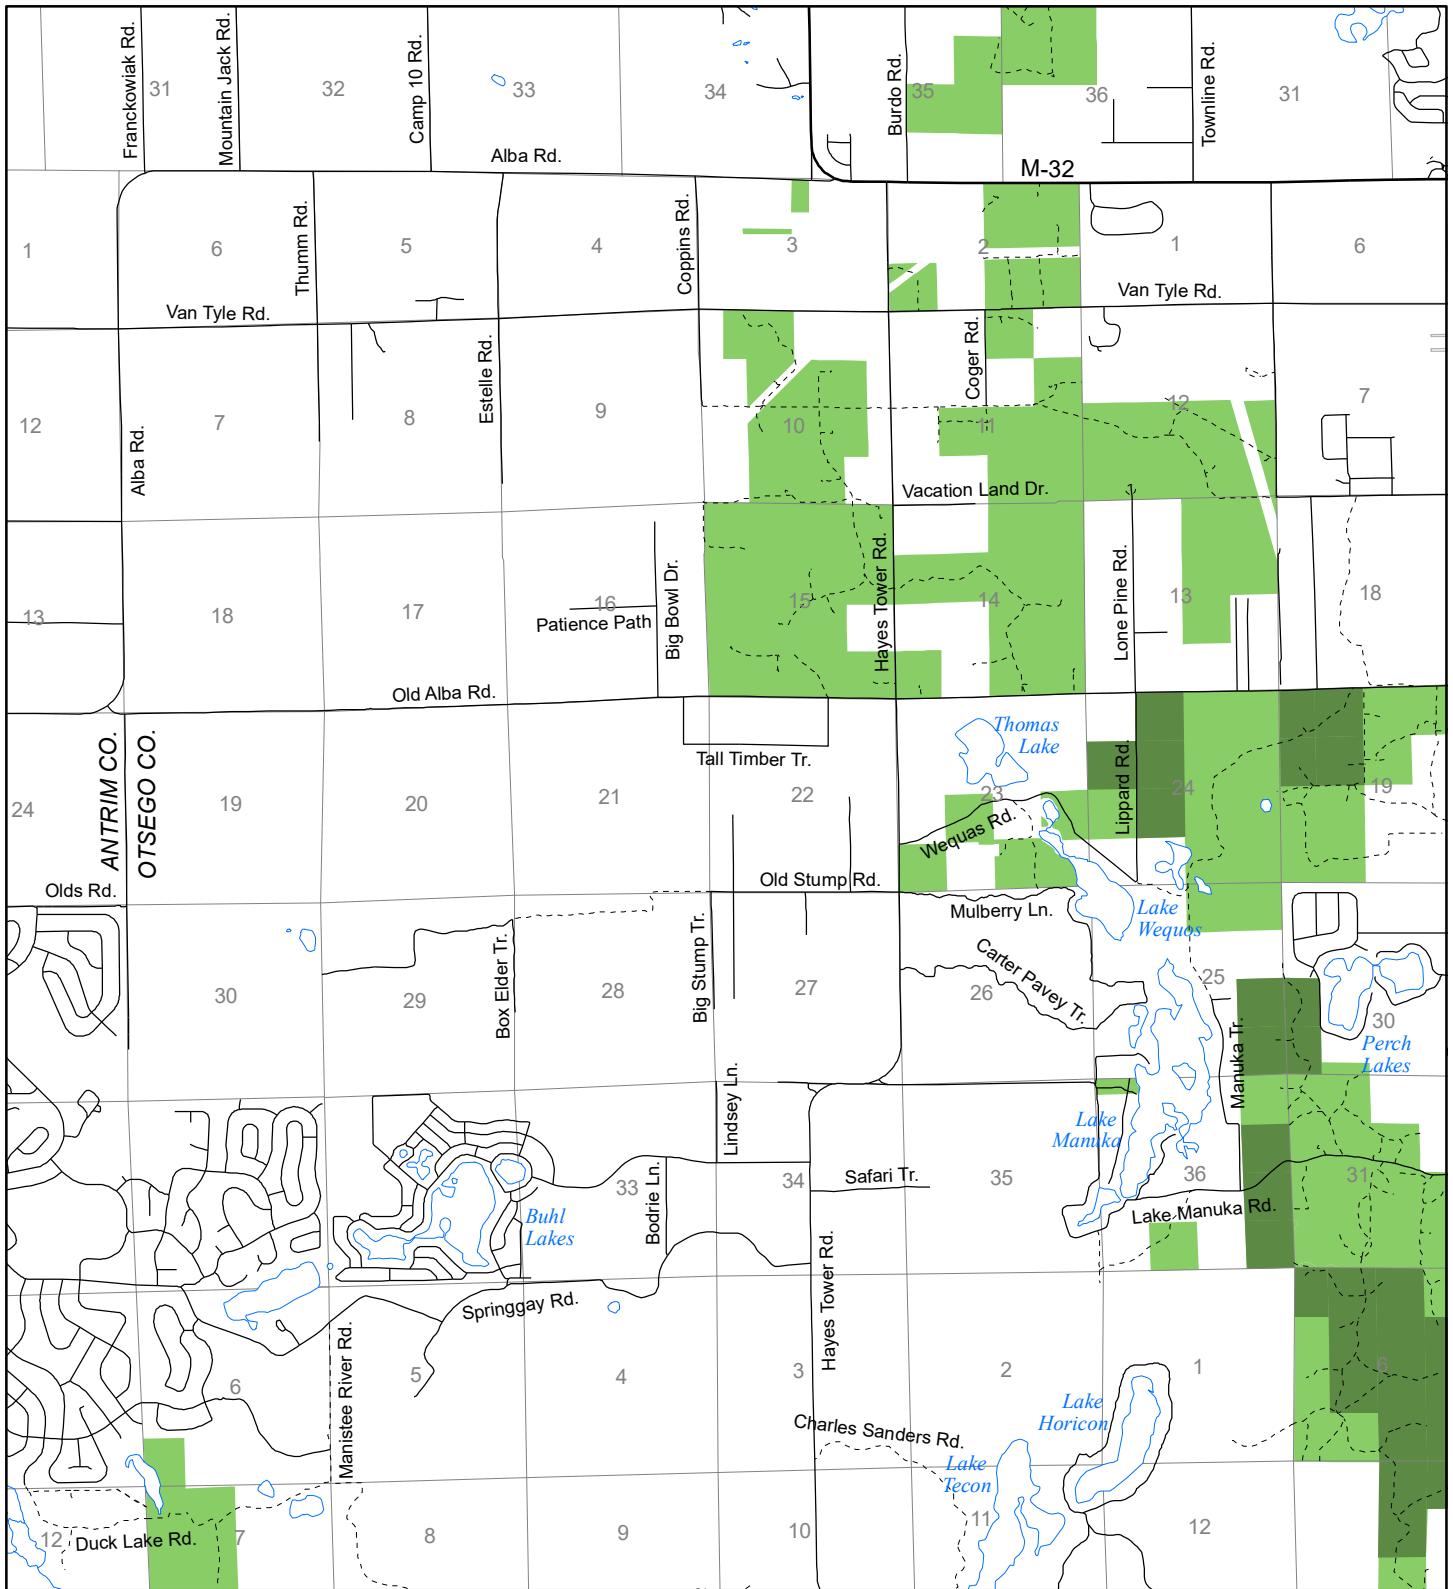 Franckowiak Rd.
Mountain Jack Rd.
Camp 10 Rd.
Burdo Rd.
Townline Rd.
31
32
33
34
35
36
31
Alba Rd.
M-32
Thumm Rd.
Coppins Rd.
1
6
5
4
3
2
1
6
Van Tyle Rd.
Van Tyle Rd.
Estelle Rd.
Coger Rd.
12
7
8
9
10
11
12
7
Alba Rd.
Vacation Land Dr.
Big Bowl Dr.
Hayes Tower Rd.
Lone Pine Rd.
13
18
17
16
15
14
13
18
Patience Path
Old Alba Rd.
ANTRIM CO.
OTSEGO CO.
Thomas
Lake
Tall Timber Tr.
Lippard Rd.
24
19
20
21
22
23
24
19
Wequas Rd.
Olds Rd.
Old Stump Rd.
Mulberry Ln.
Lake
Wequos
Box Elder Tr.
Big Stump Tr.
Carter Pavey Tr.
30
29
28
27
26
25
30
Perch
Lakes
Manuka Tr.
Lindsey Ln.
Lake
Manuka
Bodrie Ln.
33
34
Safari Tr.
35
36
31
Lake Manuka Rd.
Buhl
Lakes
Hayes Tower Rd.
Springgay Rd.
Manistee River Rd.
6
5
4
3
2
1
6
Lake
Horicon
Charles Sanders Rd.
Lake
Tecon
12
Duck Lake Rd.
7
8
9
10
11
12